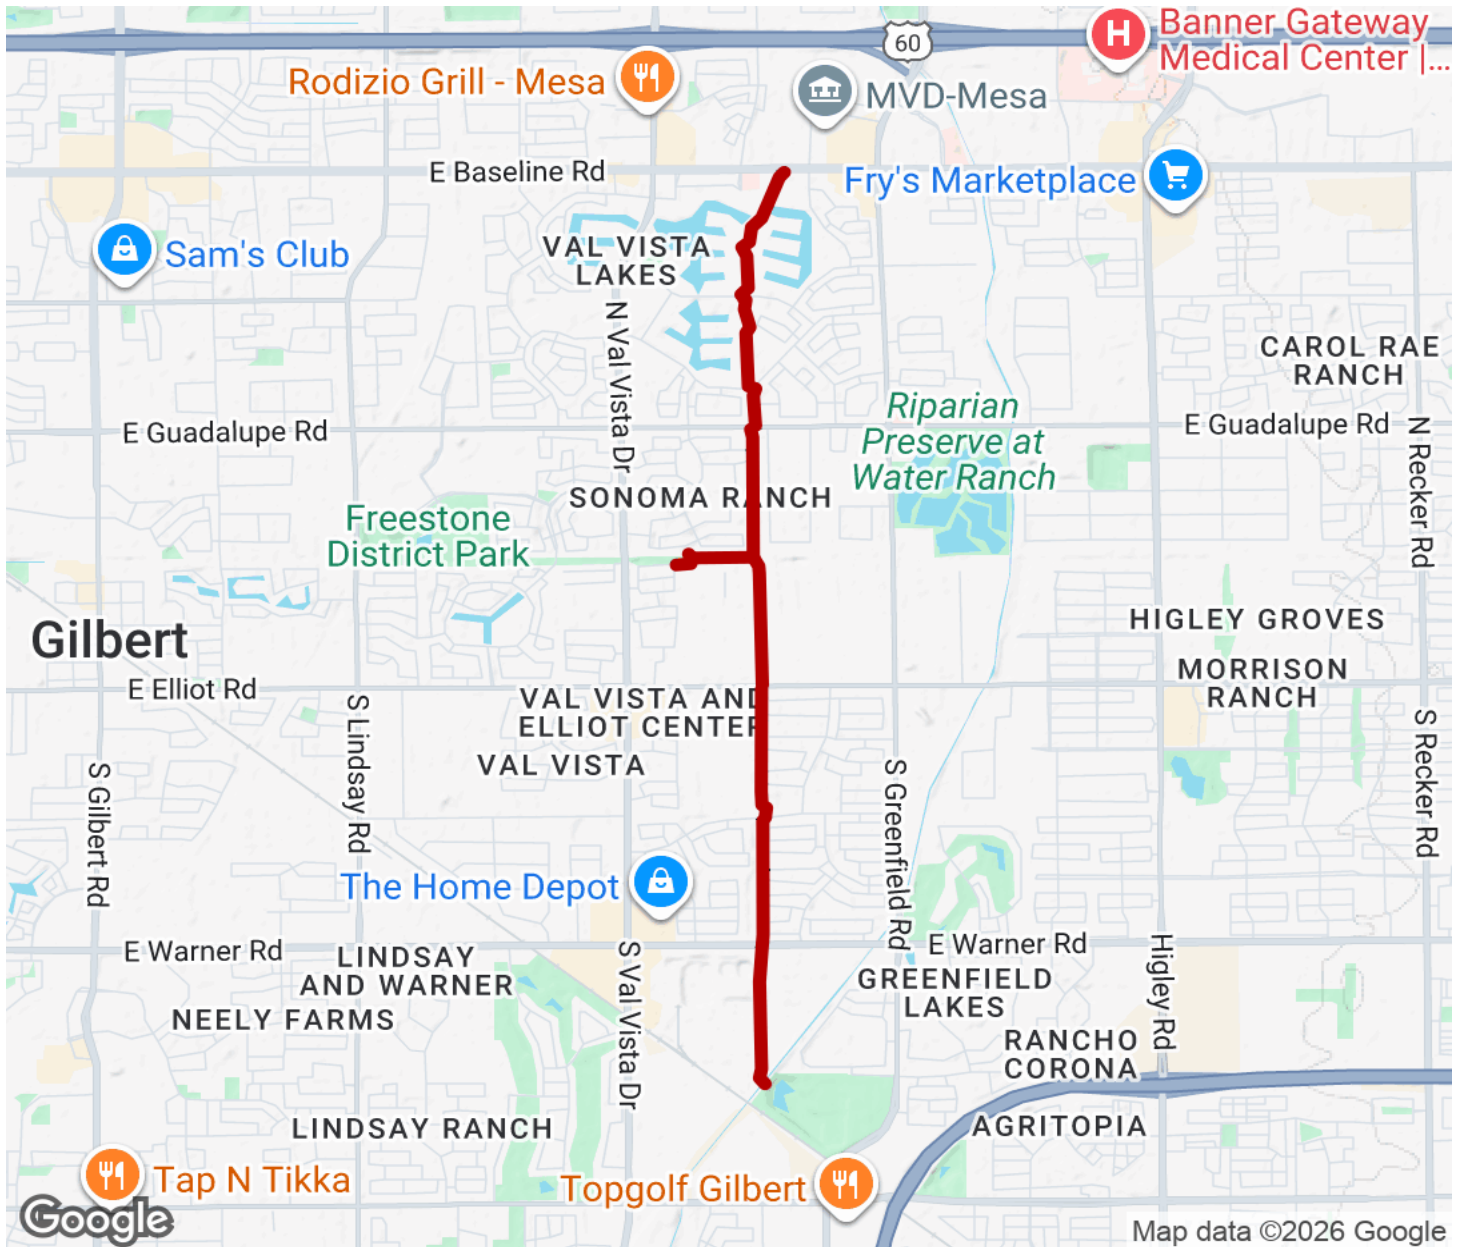 Banner Gateway
Medical Center |...
60
H
Rodizio Grill - Mesa
MVD-Mesa
E Baseline Rd
Fry's Marketplace
Sam's Club
VAL VISTA
LAKES
N Val Vista Dr
CAROL RAE
RANCH
Riparian
Preserve at
Water Ranch
E Guadalupe Rd
E Guadalupe Rd
N Recker Rd
SONOMA RANCH
Freestone
District Park
HIGLEY GROVES
Gilbert
E Elliot Rd
MORRISON
RANCH
VAL VISTA AND
ELLIOT CENTER
VAL VISTA
S Lindsay Rd
S Gilbert Rd
S Greenfield Rd
S Recker Rd
The Home Depot
E Warner Rd
LINDSAY
AND WARNER
E Warner Rd
Higley Rd
S Val Vista Dr
GREENFIELD
LAKES
NEELY FARMS
RANCHO
CORONA
LINDSAY RANCH
AGRITOPIA
Tap N Tikka
Topgolf Gilbert
Google
Map data ©2026 Google